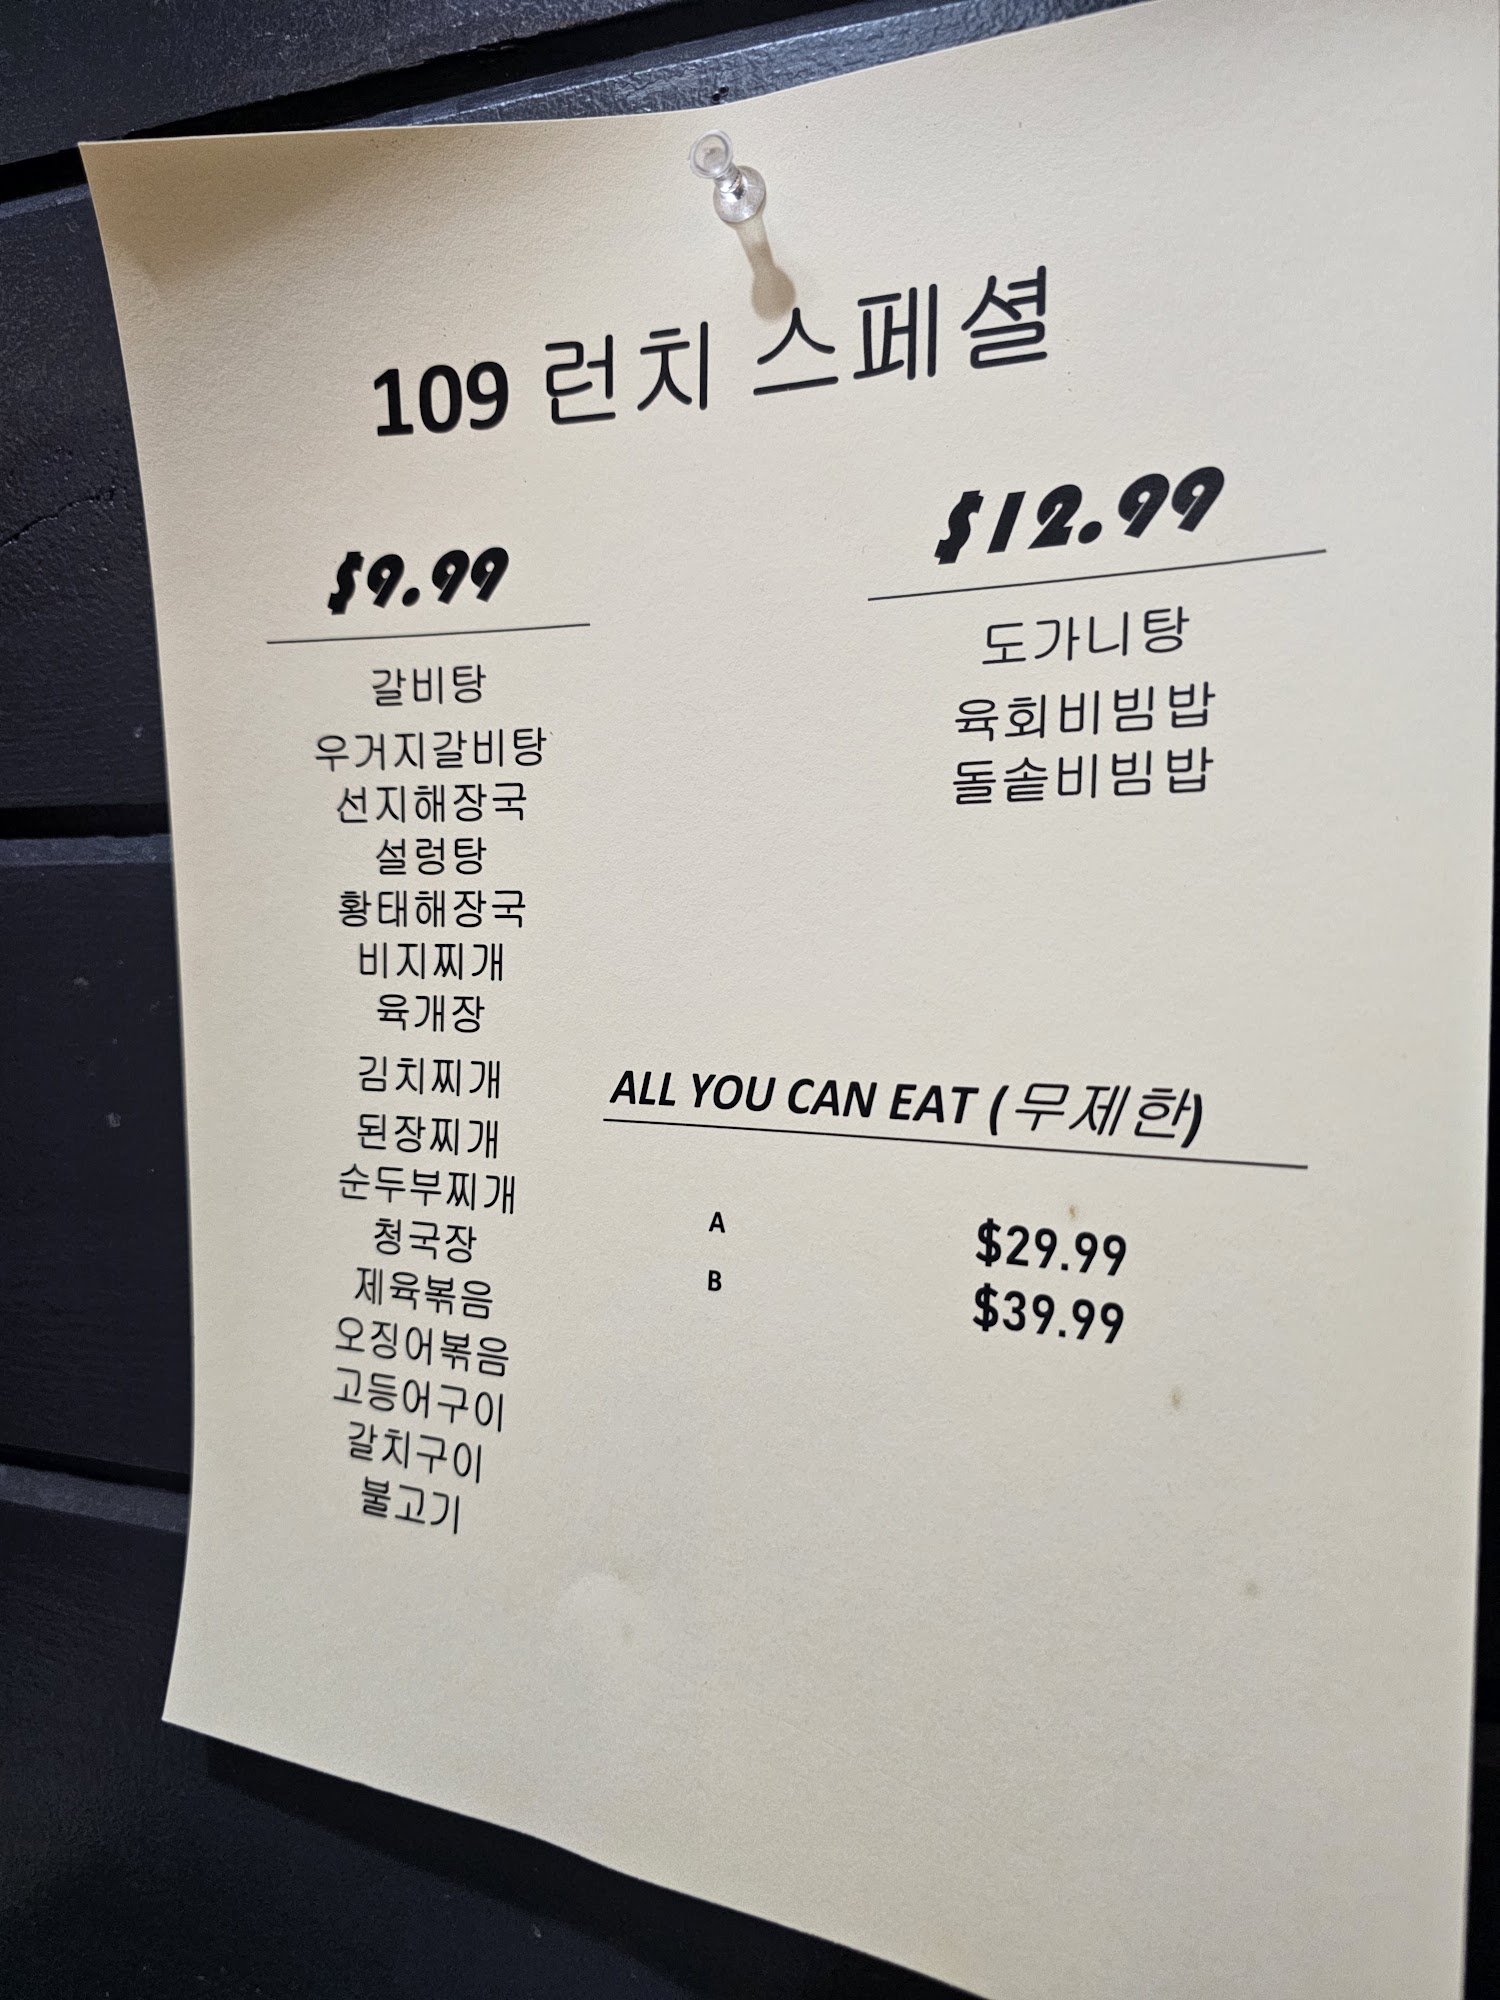 109 런치 스페셜
$9.99
갈비탕
우거지갈비탕
선지해장국
설렁탕
황태해장국
비지찌개
육개장
김치찌개
된장찌개
순두부찌개
청국장
제육볶음
오징어볶음
고등어구이
갈치구이
불고기
$12.99
도가니탕
육회비빔밥
돌솥비빔밥
ALL YOU CAN EAT (무제한)
A $29.99
B $39.99